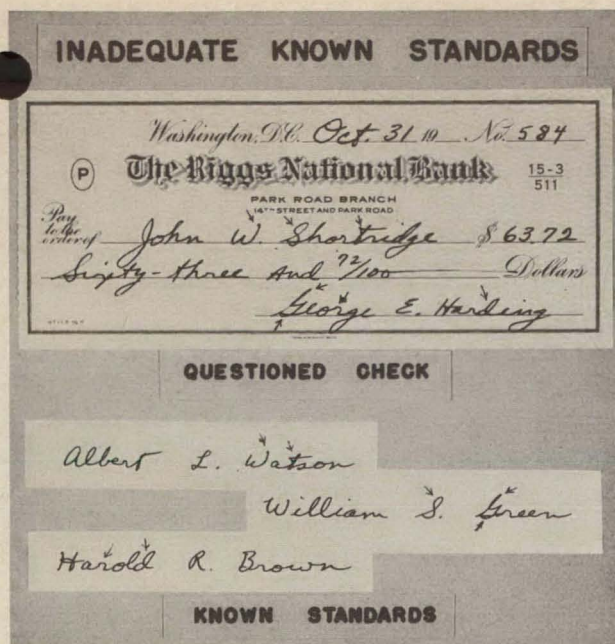 INADEQUATE KNOWN STANDARDS
Washington, D.C. Oct. 31 19 No. 584
P The Riggs National Bank 15-3
511
PARK ROAD BRANCH
14TH STREET AND PARK ROAD
Pay
to the
order of John W. Shortridge $ 63.72
Sixty-three and 72/100 Dollars
George E. Harding
QUESTIONED CHECK
Albert L. Watson
William S. Green
Harold R. Brown
KNOWN STANDARDS